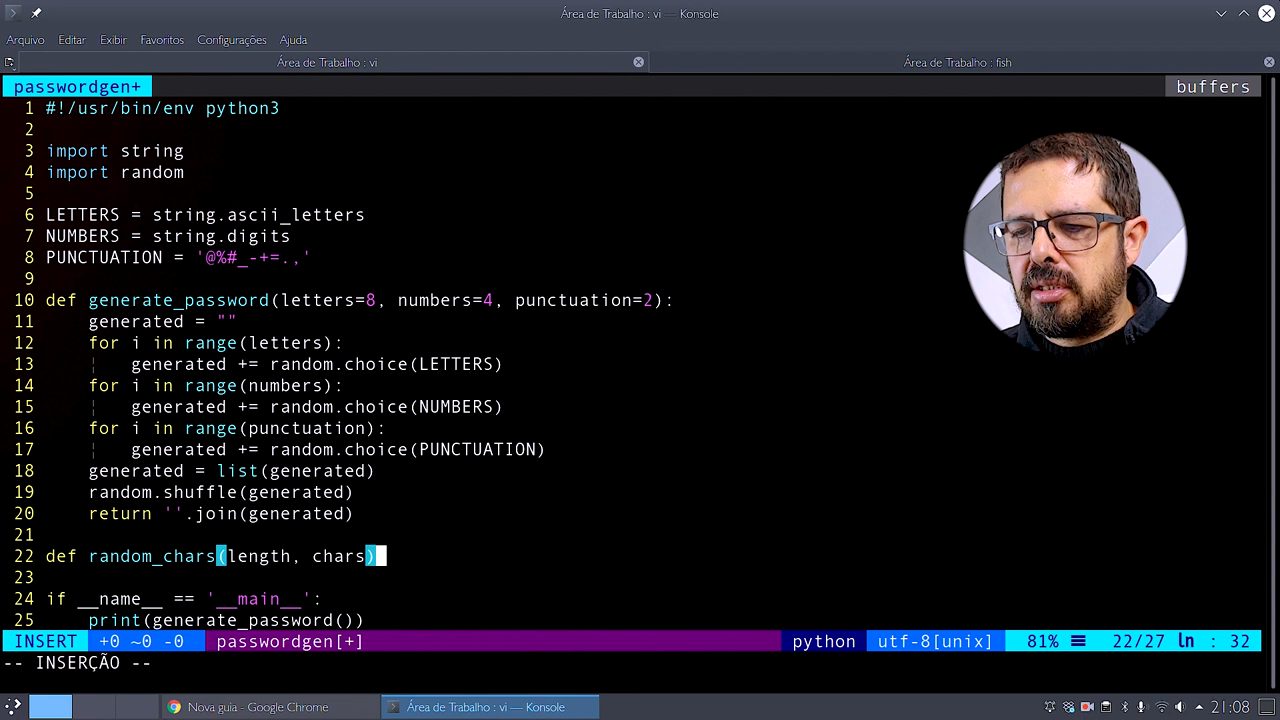 Área de Trabalho : vi — Konsole
Arquivo Editar Exibir Favoritos Configurações Ajuda
Área de Trabalho : vi
Área de Trabalho : fish
passwordgen+ buffers
1 #!/usr/bin/env python3
2
3 import string
4 import random
5
6 LETTERS = string.ascii_letters
7 NUMBERS = string.digits
8 PUNCTUATION = '@%#_-+=.,'
9
10 def generate_password(letters=8, numbers=4, punctuation=2):
11     generated = ""
12     for i in range(letters):
13     ¦   generated += random.choice(LETTERS)
14     for i in range(numbers):
15     ¦   generated += random.choice(NUMBERS)
16     for i in range(punctuation):
17     ¦   generated += random.choice(PUNCTUATION)
18     generated = list(generated)
19     random.shuffle(generated)
20     return ''.join(generated)
21
22 def random_chars(length, chars)
23
24 if __name__ == '__main__':
25     print(generate_password())
INSERT +0 ~0 -0 passwordgen[+] python utf-8[unix] 81% ≡ 22/27 ln : 32
-- INSERÇÃO --
Nova guia - Google Chrome
Área de Trabalho : vi — Konsole
21:08